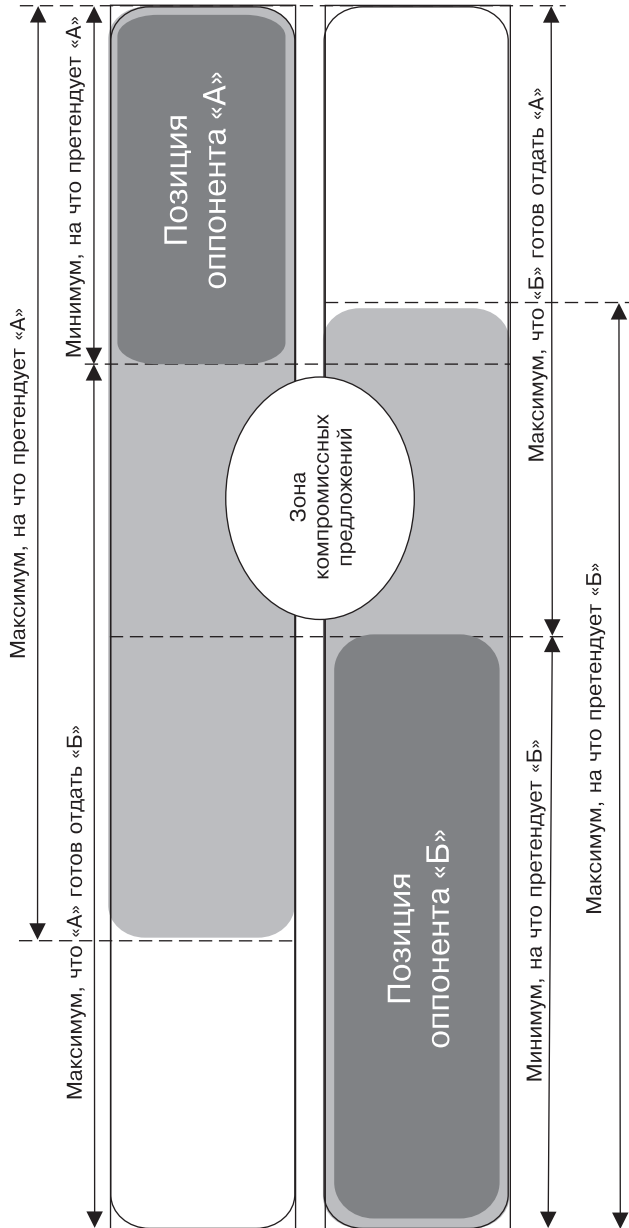 Максимум, на что претендует «А»
Минимум, на что претендует «А»
Максимум, что «А» готов отдать «Б»
Позиция
оппонента «А»
Зона
компромиссных
предложений
Позиция
оппонента «Б»
Максимум, что «Б» готов отдать «А»
Минимум, на что претендует «Б»
Максимум, на что претендует «Б»